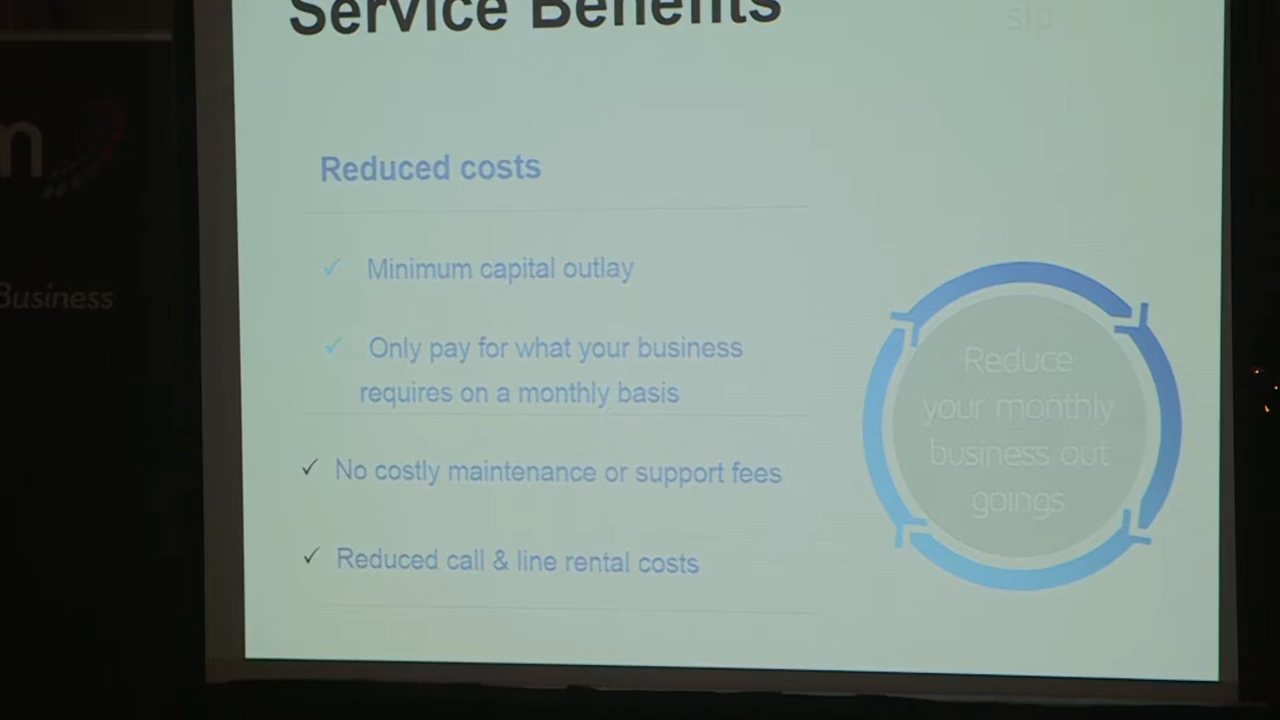 Service Benefits
sip
Reduced costs
✓ Minimum capital outlay
✓ Only pay for what your business
requires on a monthly basis
✓ No costly maintenance or support fees
✓ Reduced call & line rental costs
Reduce
your monthly
business out
goings
m
Business